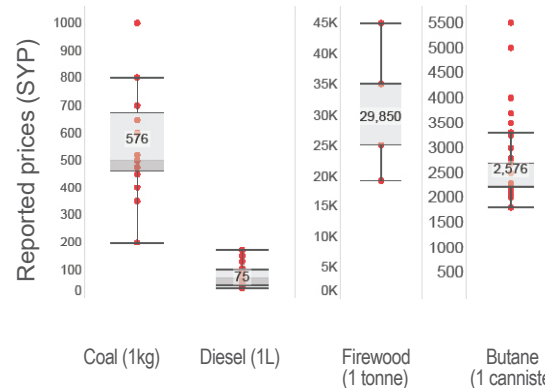 Reported prices (SYP)
1000
900
800
700
600
500
400
300
200
100
0
576
75
45K
40K
35K
30K
25K
20K
15K
10K
5K
0K
29,850
5500
5000
4500
4000
3500
3000
2500
2000
1500
1000
500
2,576
Coal (1kg)
Diesel (1L)
Firewood
(1 tonne)
Butane
(1 canniste